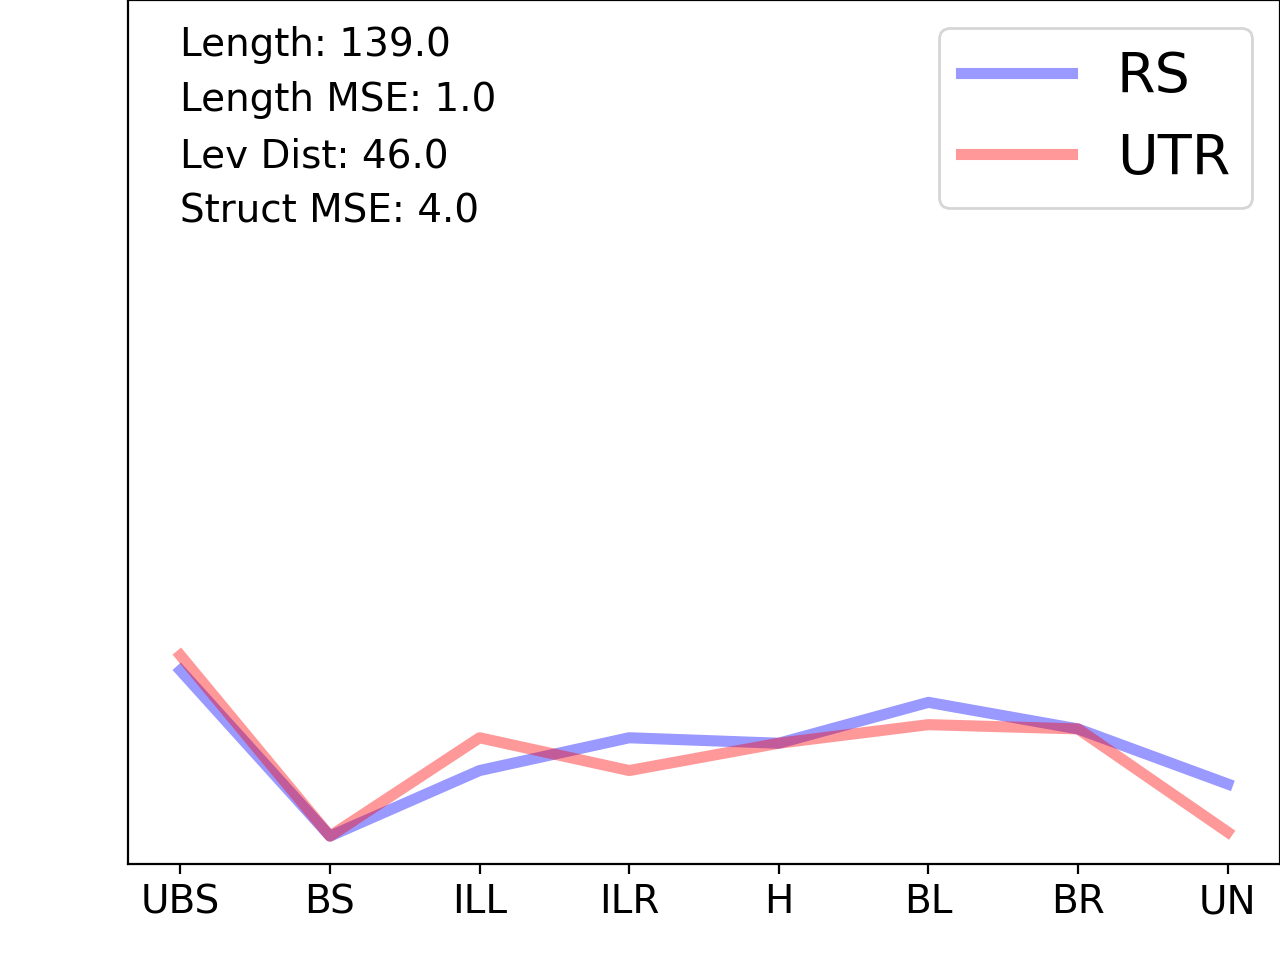 Length: 139.0
Length MSE: 1.0
Lev Dist: 46.0
Struct MSE: 4.0
RS
UTR
UBS BS ILL ILR H BL BR UN